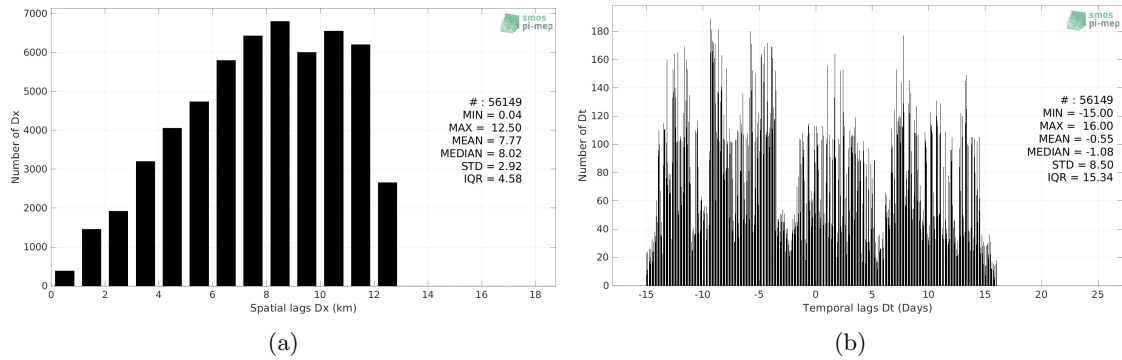 7000
6000
5000
4000
3000
2000
1000
0
Number of Dx
0 2 4 6 8 10 12 14 16 18
Spatial lags Dx (km)
smos
pi-mep
# : 56149
MIN = 0.04
MAX = 12.50
MEAN = 7.77
MEDIAN = 8.02
STD = 2.92
IQR = 4.58
(a)
180
160
140
120
100
80
60
40
20
0
Number of Dt
-15 -10 -5 0 5 10 15 20 25
Temporal lags Dt (Days)
smos
pi-mep
# : 56149
MIN = -15.00
MAX = 16.00
MEAN = -0.55
MEDIAN = -1.08
STD = 8.50
IQR = 15.34
(b)